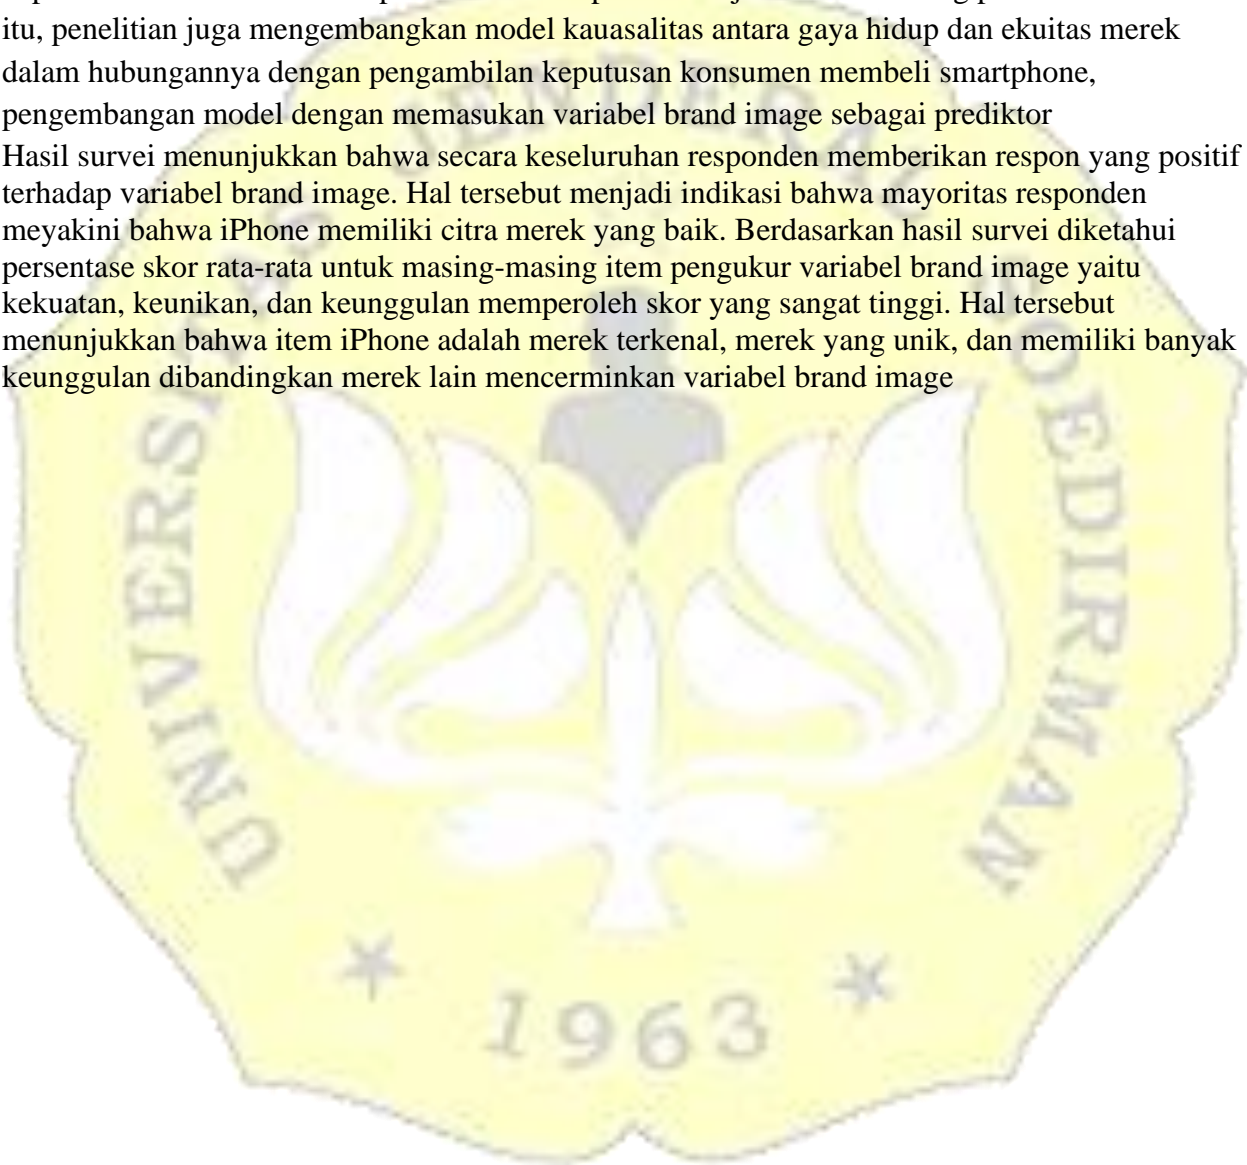 itu, penelitian juga mengembangkan model kauasalitas antara gaya hidup dan ekuitas merek
dalam hubungannya dengan pengambilan keputusan konsumen membeli smartphone,
pengembangan model dengan memasukan variabel brand image sebagai prediktor
Hasil survei menunjukkan bahwa secara keseluruhan responden memberikan respon yang positif
terhadap variabel brand image. Hal tersebut menjadi indikasi bahwa mayoritas responden
meyakini bahwa iPhone memiliki citra merek yang baik. Berdasarkan hasil survei diketahui
persentase skor rata-rata untuk masing-masing item pengukur variabel brand image yaitu
kekuatan, keunikan, dan keunggulan memperoleh skor yang sangat tinggi. Hal tersebut
menunjukkan bahwa item iPhone adalah merek terkenal, merek yang unik, dan memiliki banyak
keunggulan dibandingkan merek lain mencerminkan variabel brand image
UNIVERSITAS JENDERAL SOEDIRMAN
1963